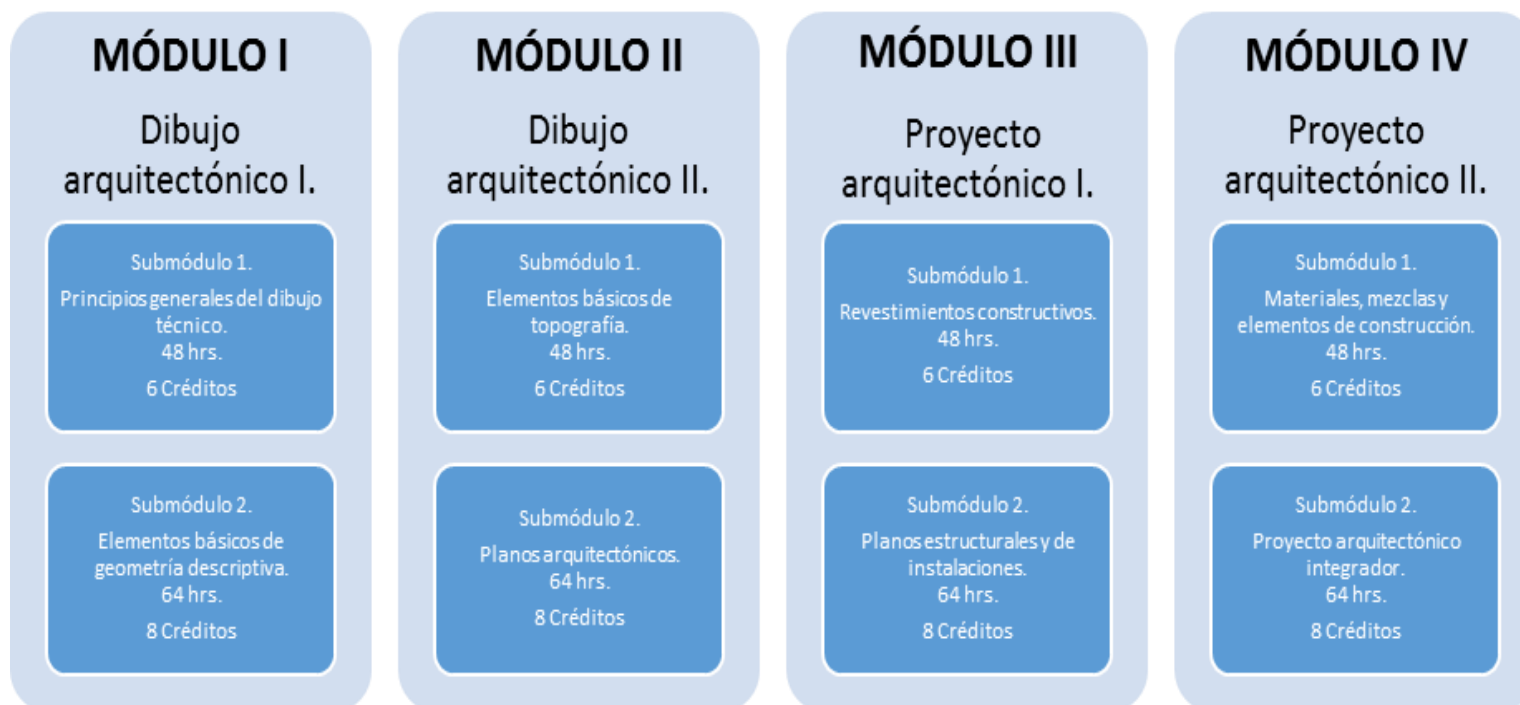 MÓDULO I
Dibujo
arquitectónico I.
Submódulo 1.
Principios generales del dibujo
técnico.
48 hrs.
6 Créditos
Submódulo 2.
Elementos básicos de
geometría descriptiva.
64 hrs.
8 Créditos
MÓDULO II
Dibujo
arquitectónico II.
Submódulo 1.
Elementos básicos de
topografía.
48 hrs.
6 Créditos
Submódulo 2.
Planos arquitectónicos.
64 hrs.
8 Créditos
MÓDULO III
Proyecto
arquitectónico I.
Submódulo 1.
Revestimientos constructivos.
48 hrs.
6 Créditos
Submódulo 2.
Planos estructurales y de
instalaciones.
64 hrs.
8 Créditos
MÓDULO IV
Proyecto
arquitectónico II.
Submódulo 1.
Materiales, mezclas y
elementos de construcción.
48 hrs.
6 Créditos
Submódulo 2.
Proyecto arquitectónico
integrador.
64 hrs.
8 Créditos